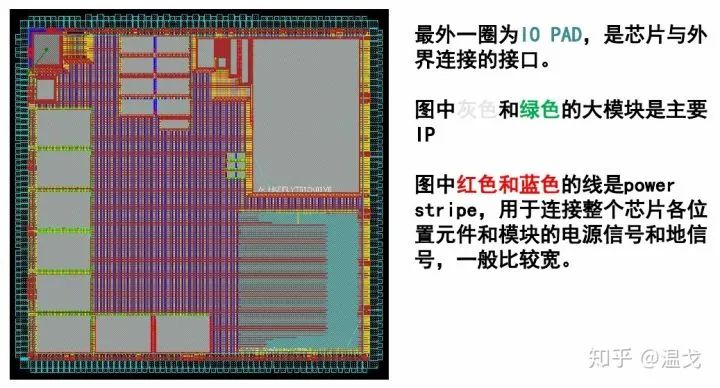 最外一圈为IO PAD，是芯片与外
界连接的接口。
图中灰色和绿色的大模块是主要
IP
图中红色和蓝色的线是power
stripe，用于连接整个芯片各位
置元件和模块的电源信号和地信
号，一般比较宽。
知乎 @温戈